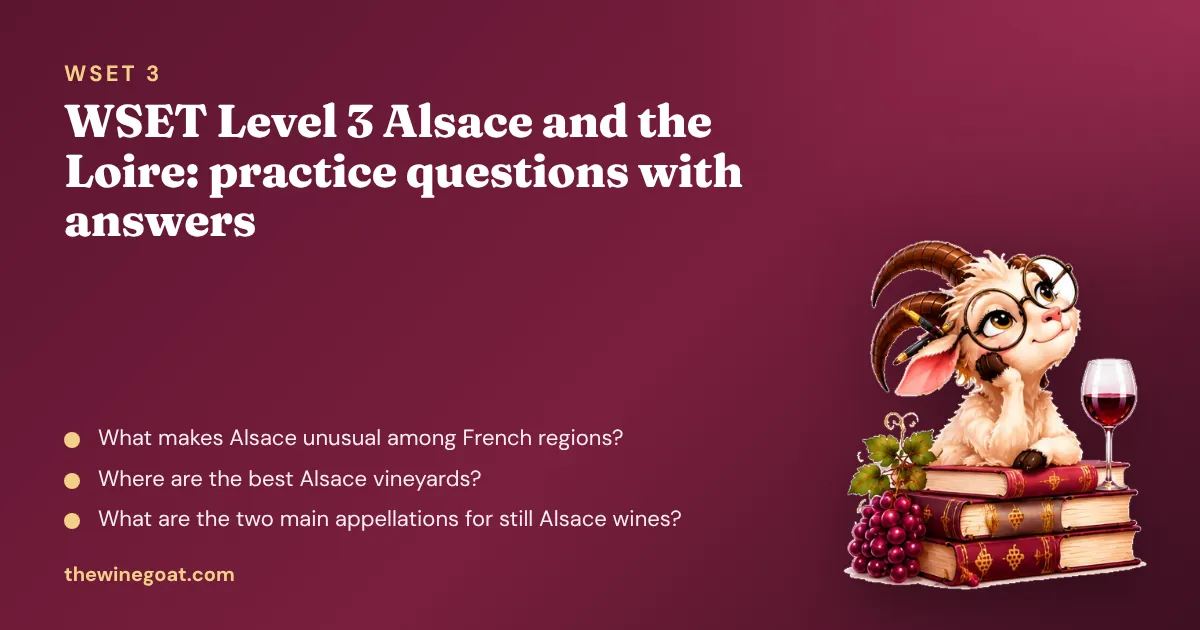 WSET 3
WSET Level 3 Alsace and the
Loire: practice questions with
answers
What makes Alsace unusual among French regions?
Where are the best Alsace vineyards?
What are the two main appellations for still Alsace wines?
thewinegoat.com